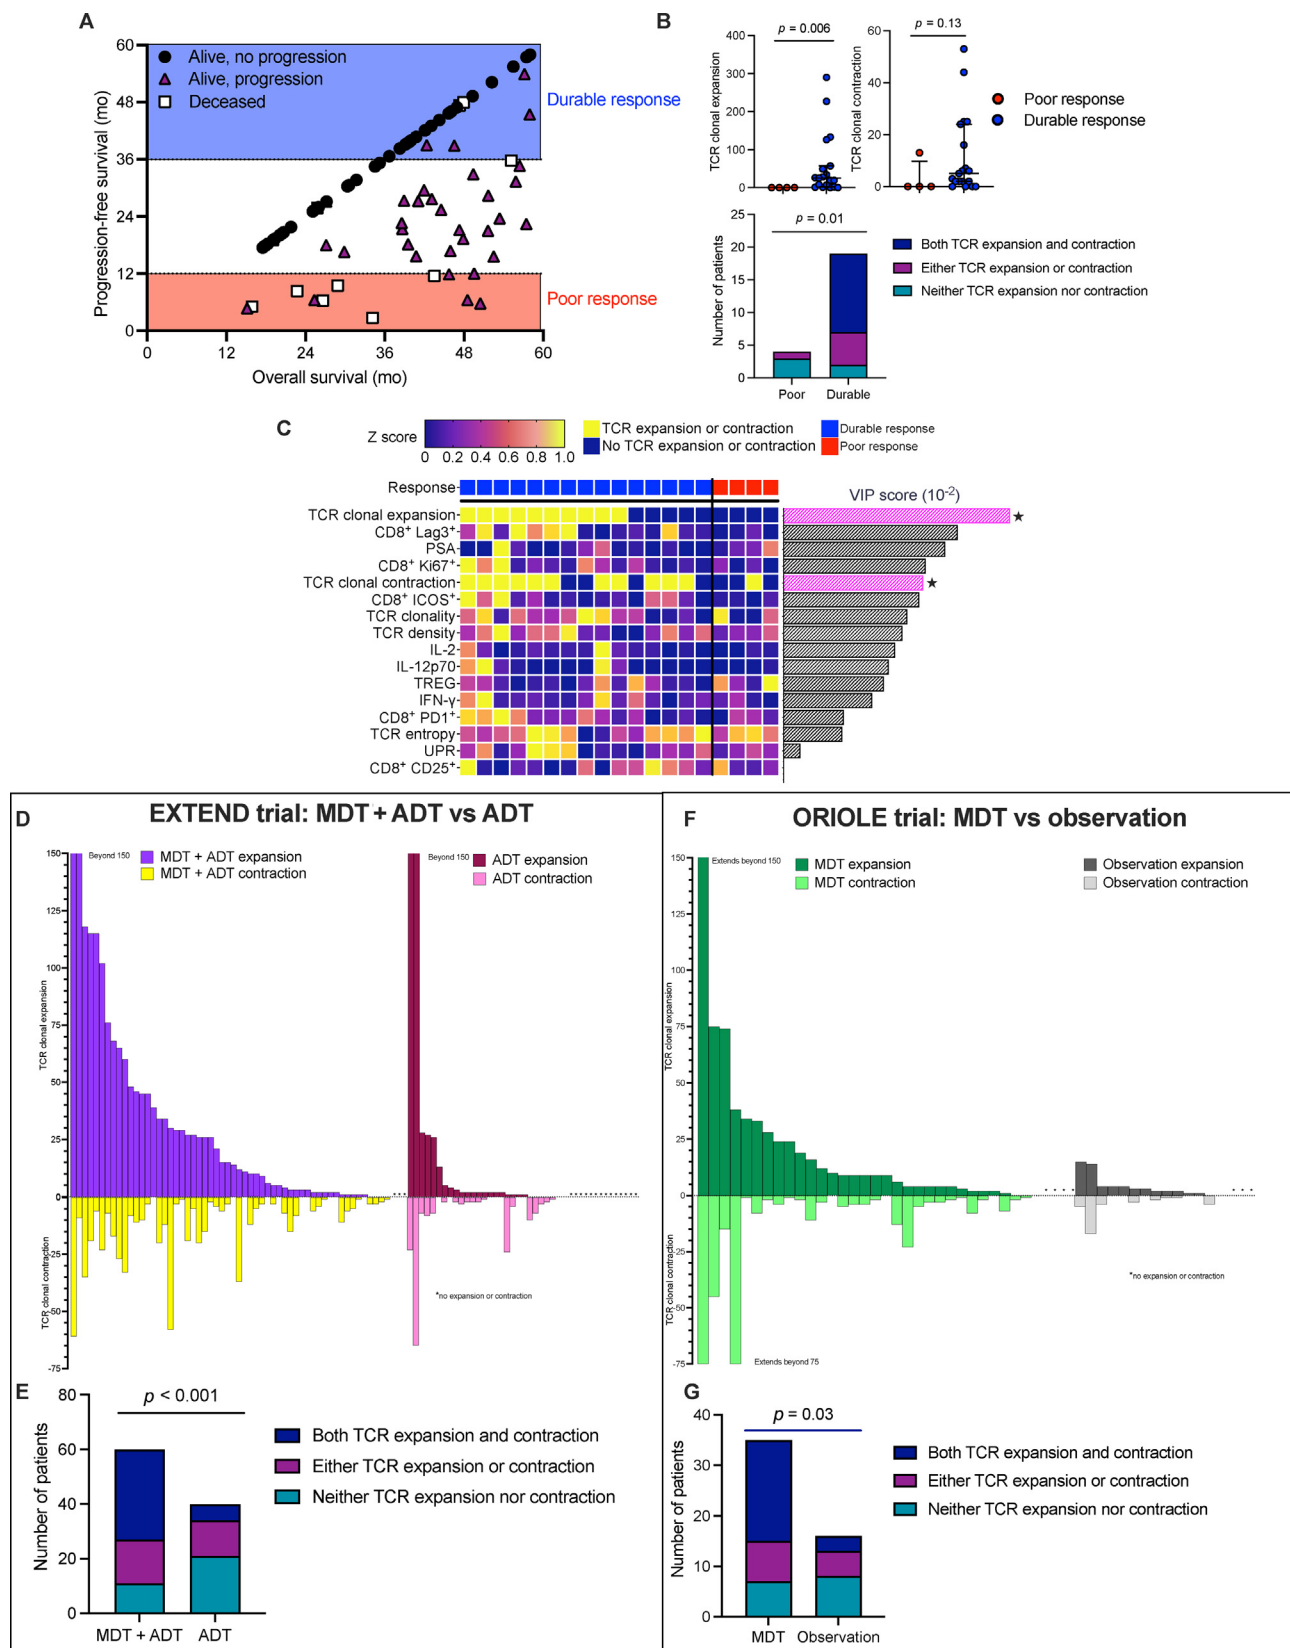 A
Progression-free survival (mo)
60
48
36
24
12
0
Alive, no progression
Alive, progression
Deceased
Durable response
Poor response
0 12 24 36 48 60
Overall survival (mo)
B
p = 0.006
TCR clonal expansion
400
300
200
100
0
p = 0.13
TCR clonal contraction
60
40
20
0
Poor response
Durable response
p = 0.01
Number of patients
25
20
15
10
5
0
Poor Durable
Both TCR expansion and contraction
Either TCR expansion or contraction
Neither TCR expansion nor contraction
C
Z score
0 0.2 0.4 0.6 0.8 1.0
TCR expansion or contraction
No TCR expansion or contraction
Durable response
Poor response
Response
VIP score (10-2)
TCR clonal expansion ★
CD8+ Lag3+
PSA
CD8+ Ki67+
TCR clonal contraction ★
CD8+ ICOS+
TCR clonality
TCR density
IL-2
IL-12p70
TREG
IFN-γ
CD8+ PD1+
TCR entropy
UPR
CD8+ CD25+
D
EXTEND trial: MDT + ADT vs ADT
Beyond 150
MDT + ADT expansion
MDT + ADT contraction
Beyond 150
ADT expansion
ADT contraction
TCR clonal expansion
TCR clonal contraction
150
125
100
75
50
25
0
-25
-50
-75
*no expansion or contraction
E
p < 0.001
Number of patients
80
60
40
20
0
MDT + ADT ADT
Both TCR expansion and contraction
Either TCR expansion or contraction
Neither TCR expansion nor contraction
F
ORIOLE trial: MDT vs observation
Extends beyond 150
MDT expansion
MDT contraction
Observation expansion
Observation contraction
TCR clonal expansion
TCR clonal contraction
150
125
100
75
50
25
0
-25
-50
-75
*no expansion or contraction
Extends beyond 75
G
p = 0.03
Number of patients
40
30
20
10
0
MDT Observation
Both TCR expansion and contraction
Either TCR expansion or contraction
Neither TCR expansion nor contraction